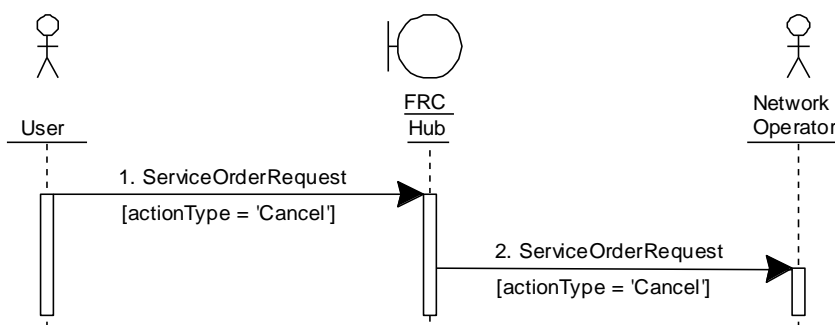 User
FRC
Hub
Network
Operator
1. ServiceOrderRequest
[actionType = 'Cancel']
2. ServiceOrderRequest
[actionType = 'Cancel']